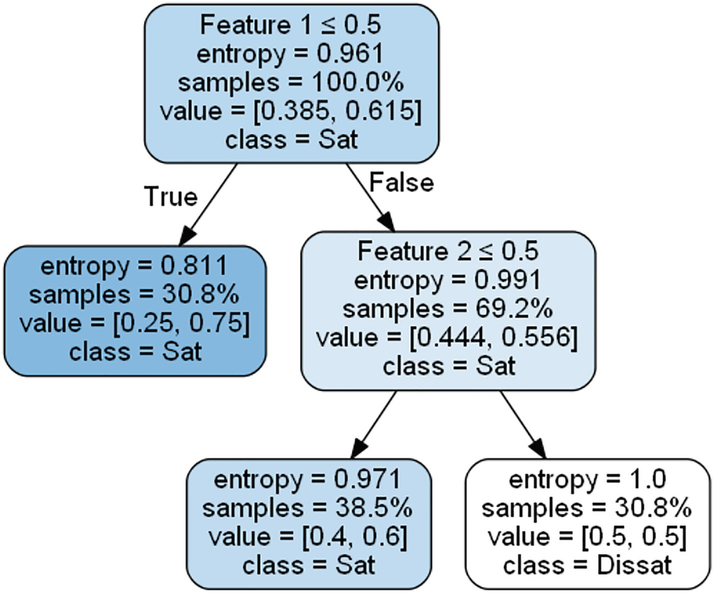 Feature 1 ≤ 0.5
entropy = 0.961
samples = 100.0%
value = [0.385, 0.615]
class = Sat
True
False
entropy = 0.811
samples = 30.8%
value = [0.25, 0.75]
class = Sat
Feature 2 ≤ 0.5
entropy = 0.991
samples = 69.2%
value = [0.444, 0.556]
class = Sat
entropy = 0.971
samples = 38.5%
value = [0.4, 0.6]
class = Sat
entropy = 1.0
samples = 30.8%
value = [0.5, 0.5]
class = Dissat